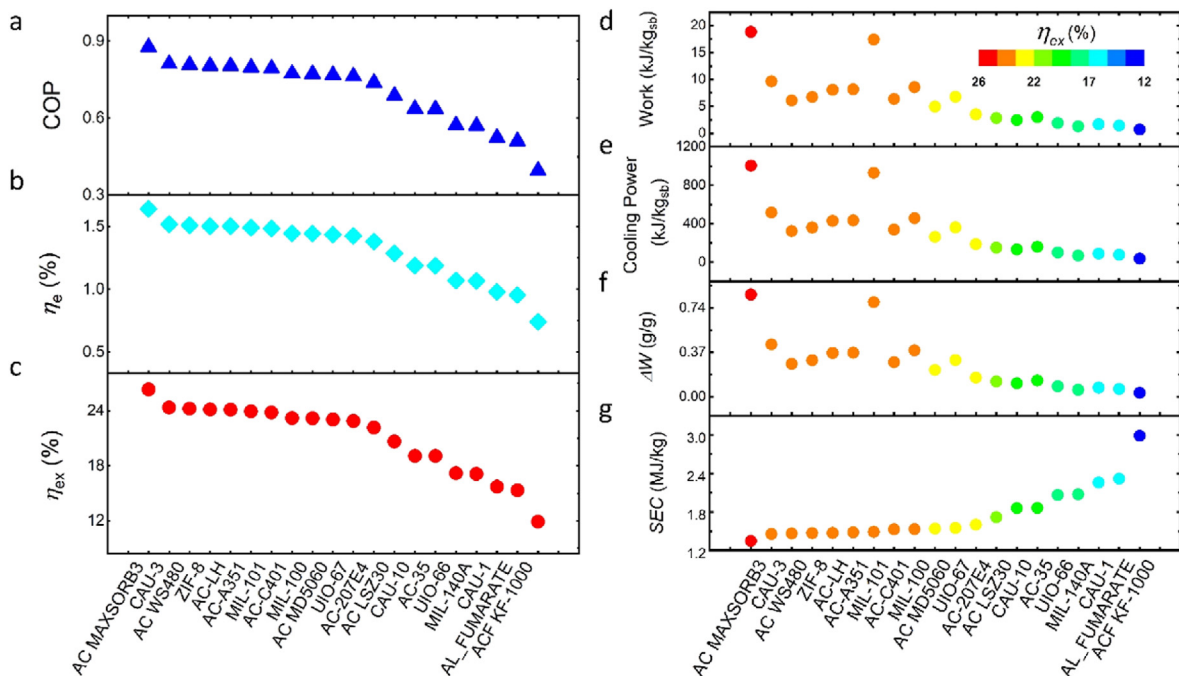 a
0.9
0.6
0.3
COP
b
1.5
1.0
0.5
ηe (%)
c
24
18
12
ηex (%)
AC MAXSORB3
CAU-3
AC WS480
ZIF-8
AC-LH
AC-A351
MIL-101
AC-C401
MIL-100
AC MD5060
UIO-67
AC-207E4
AC LSZ30
CAU-10
AC-35
UIO-66
MIL-140A
CAU-1
AL_FUMARATE
ACF KF-1000
d
20
15
10
5
0
Work (kJ/kgsb)
ηex (%)
26 22 17 12
e
1200
800
400
0
Cooling Power
(kJ/kgsb)
f
0.74
0.37
0.00
ΔW (g/g)
g
3.0
2.4
1.8
1.2
SEC (MJ/kg)
AC MAXSORB3
CAU-3
AC WS480
ZIF-8
AC-LH
AC-A351
MIL-101
AC-C401
MIL-100
AC MD5060
UIO-67
AC-207E4
AC LSZ30
CAU-10
AC-35
UIO-66
MIL-140A
CAU-1
AL_FUMARATE
ACF KF-1000